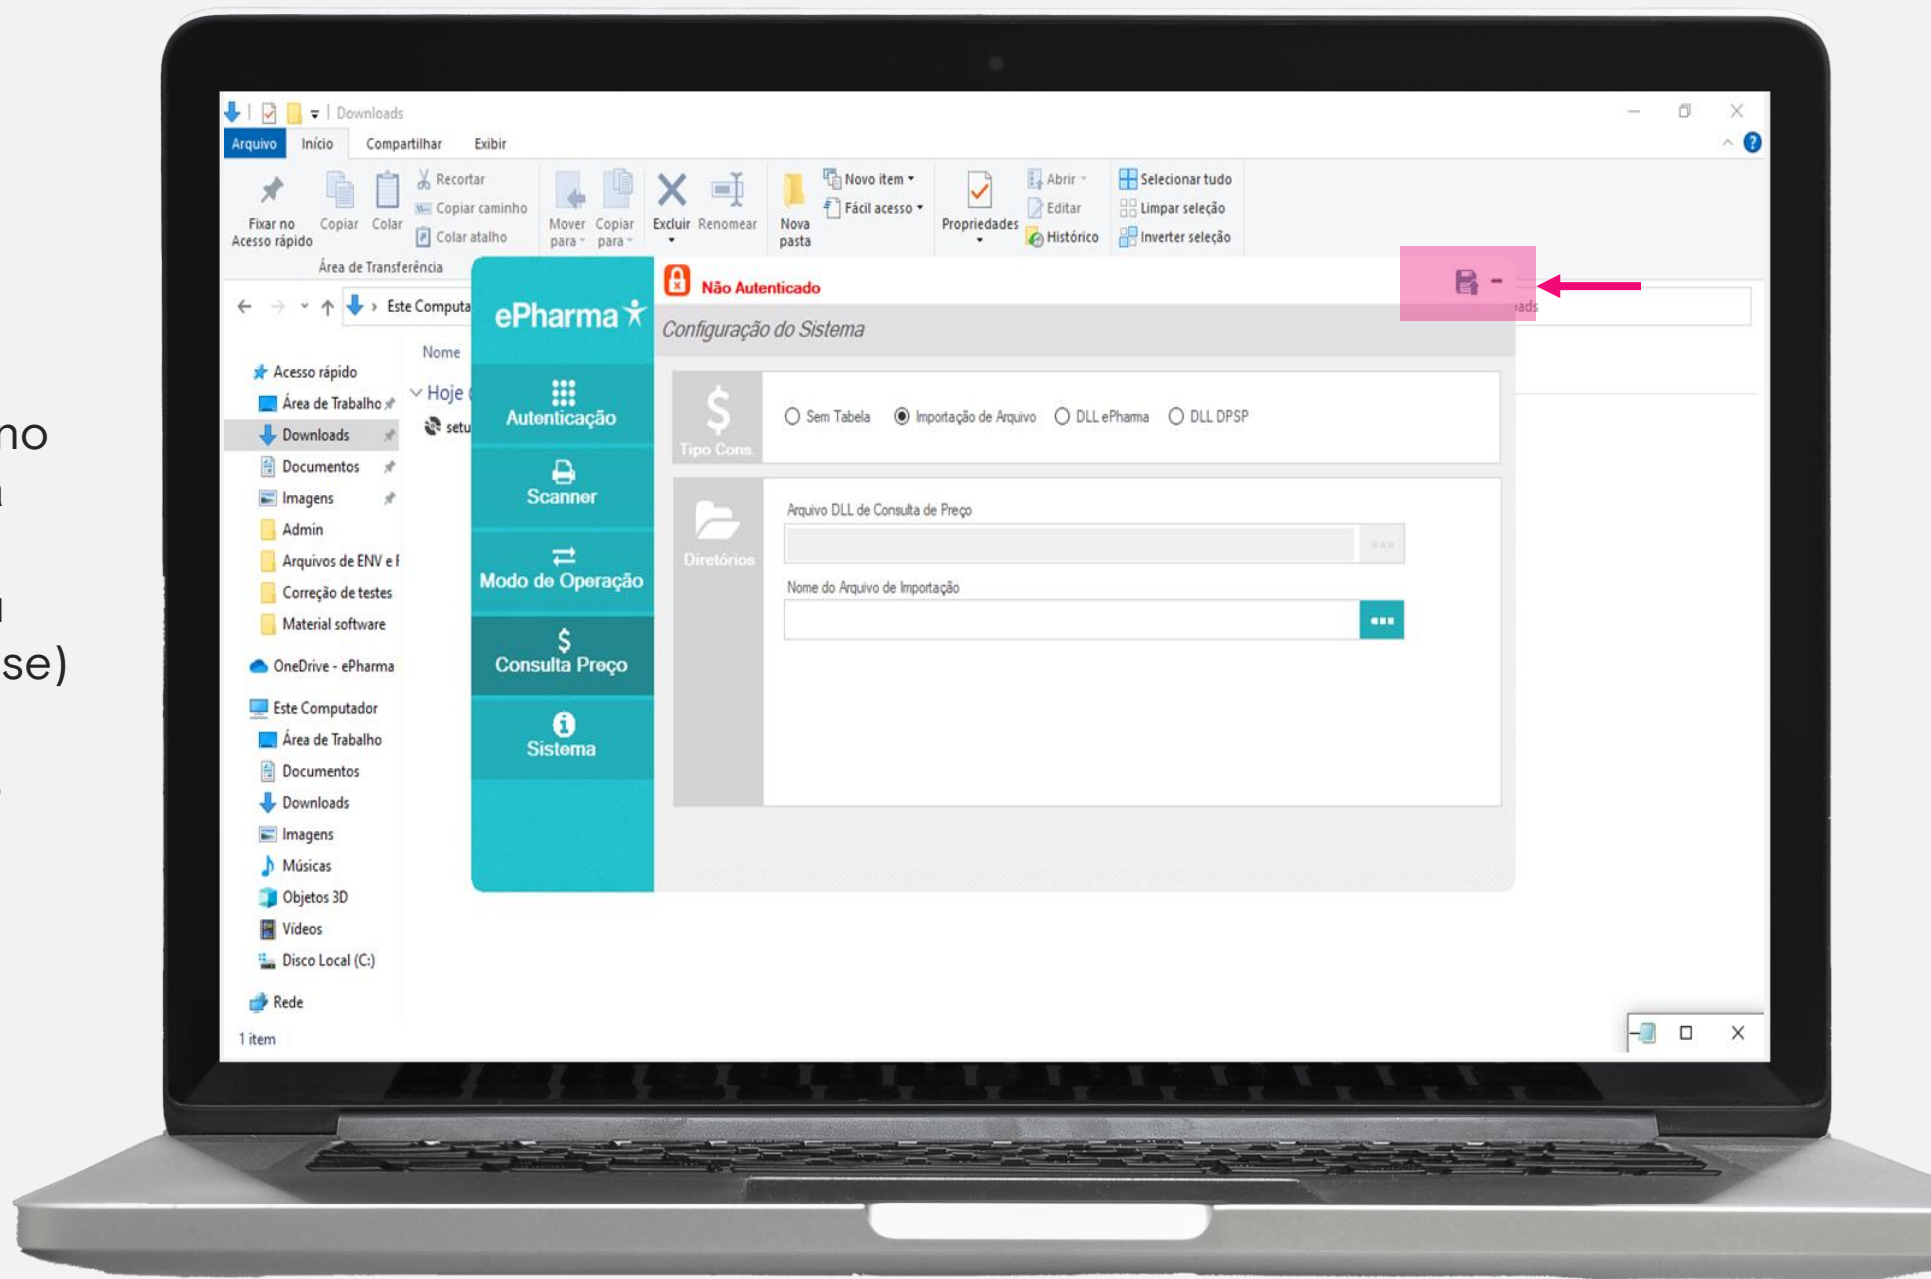 no
se)
Downloads
Arquivo Início Compartilhar Exibir
Fixar no Acesso rápido
Copiar
Colar
Recortar
Copiar caminho
Colar atalho
Mover para
Copiar para
Excluir
Renomear
Nova pasta
Novo item
Fácil acesso
Propriedades
Abrir
Editar
Histórico
Selecionar tudo
Limpar seleção
Inverter seleção
Área de Transferência
Este Computa
Nome
Hoje
setu
Acesso rápido
Área de Trabalho
Downloads
Documentos
Imagens
Admin
Arquivos de ENV e
Correção de testes
Material software
OneDrive - ePharma
Este Computador
Área de Trabalho
Documentos
Downloads
Imagens
Músicas
Objetos 3D
Vídeos
Disco Local (C:)
Rede
1 item
ePharma
Autenticação
Scanner
Modo de Operação
Consulta Preço
Sistema
Não Autenticado
oads
Configuração do Sistema
Tipo Cons.
Sem Tabela Importação de Arquivo DLL ePharma DLL DPSP
Diretórios
Arquivo DLL de Consulta de Preço
Nome do Arquivo de Importação